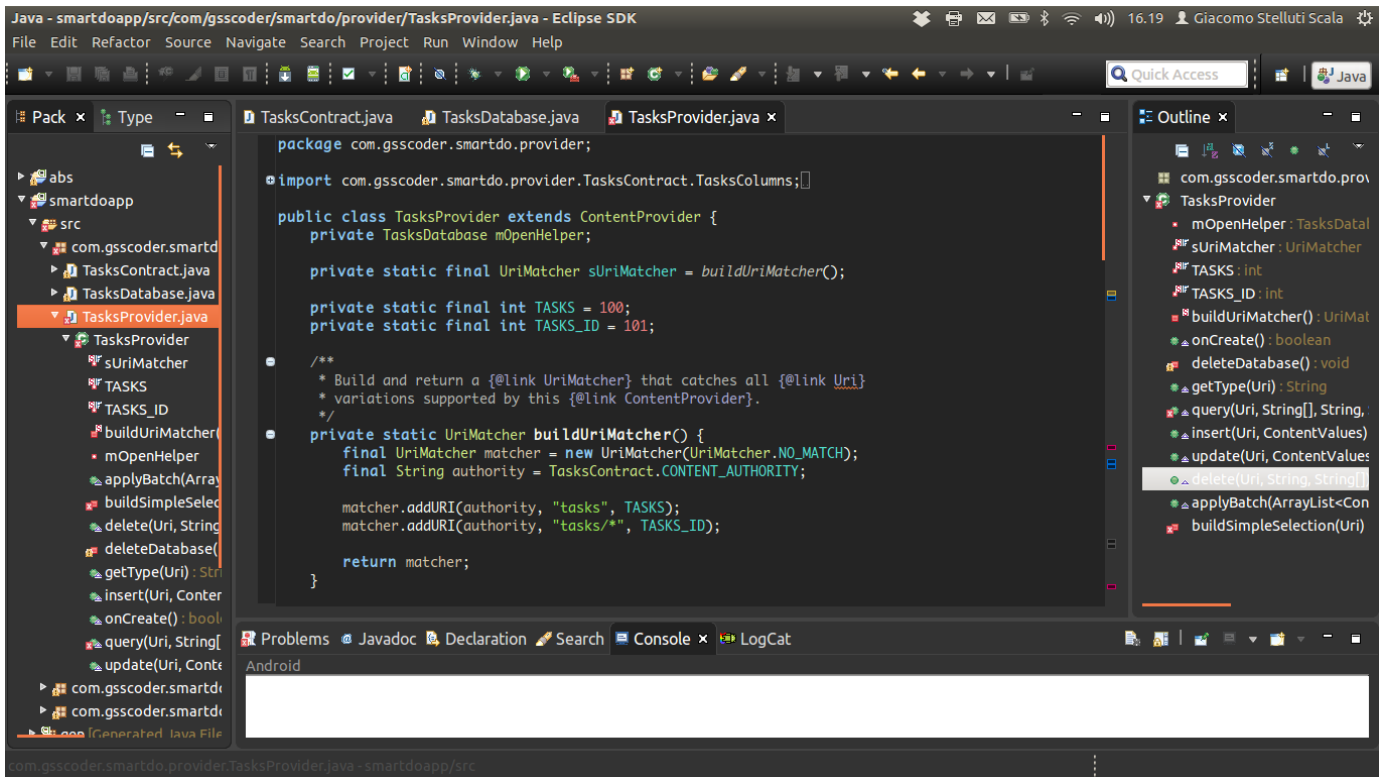 Java - smartdoapp/src/com/gsscoder/smartdo/provider/TasksProvider.java - Eclipse SDK
16.19 Giacomo Stelluti Scala
File Edit Refactor Source Navigate Search Project Run Window Help
Quick Access
Java
Pack
Type
abs
smartdoapp
src
com.gsscoder.smartd
TasksContract.java
TasksDatabase.java
TasksProvider.java
TasksProvider
sUriMatcher
TASKS
TASKS_ID
buildUriMatcher(
mOpenHelper
applyBatch(Array
buildSimpleSelec
delete(Uri, String
deleteDatabase(
getType(Uri) : Stri
insert(Uri, Conten
onCreate() : boole
query(Uri, String[
update(Uri, Conte
com.gsscoder.smartdo
com.gsscoder.smartdo
gen [Generated Java File
TasksContract.java TasksDatabase.java TasksProvider.java
package com.gsscoder.smartdo.provider;
import com.gsscoder.smartdo.provider.TasksContract.TasksColumns;
public class TasksProvider extends ContentProvider {
private TasksDatabase mOpenHelper;
private static final UriMatcher sUriMatcher = buildUriMatcher();
private static final int TASKS = 100;
private static final int TASKS_ID = 101;
/**
* Build and return a {@link UriMatcher} that catches all {@link Uri}
* variations supported by this {@link ContentProvider}.
*/
private static UriMatcher buildUriMatcher() {
final UriMatcher matcher = new UriMatcher(UriMatcher.NO_MATCH);
final String authority = TasksContract.CONTENT_AUTHORITY;
matcher.addURI(authority, "tasks", TASKS);
matcher.addURI(authority, "tasks/*", TASKS_ID);
return matcher;
}
Outline
com.gsscoder.smartdo.prov
TasksProvider
mOpenHelper : TasksDatal
sUriMatcher : UriMatcher
TASKS : int
TASKS_ID : int
buildUriMatcher() : UriMat
onCreate() : boolean
deleteDatabase() : void
getType(Uri) : String
query(Uri, String[], String,
insert(Uri, ContentValues)
update(Uri, ContentValues
delete(Uri, String, String[]
applyBatch(ArrayList<Con
buildSimpleSelection(Uri)
Problems Javadoc Declaration Search Console LogCat
Android
com.gsscoder.smartdo.provider.TasksProvider.java - smartdoapp/src